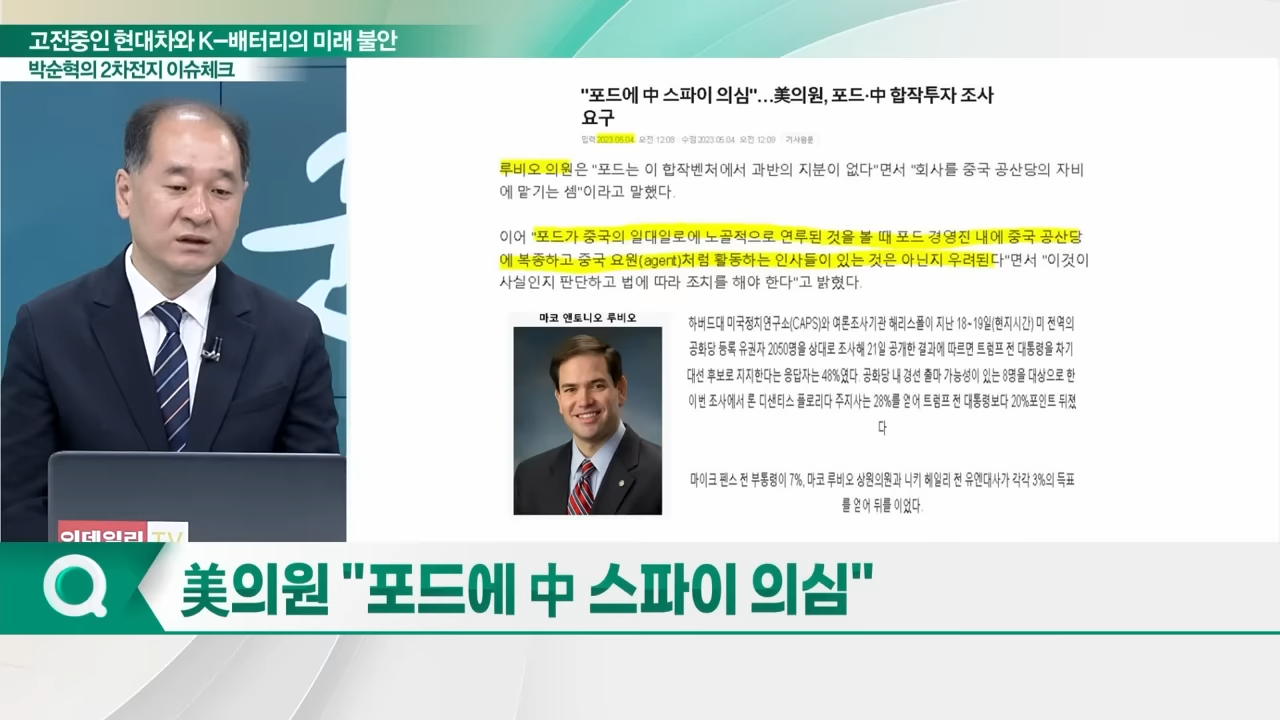 고전중인 현대차와 K-배터리의 미래 불안
박순혁의 2차전지 이슈체크
"포드에 中 스파이 의심"…美의원, 포드·中 합작투자 조사
요구
입력 2023.05.04. 오전 12:08 수정 2023.05.04. 오전 12:09 기사원문
루비오 의원은 "포드는 이 합작벤처에서 과반의 지분이 없다"면서 "회사를 중국 공산당의 자비
에 맡기는 셈"이라고 말했다.
이어 "포드가 중국의 일대일로에 노골적으로 연루된 것을 볼 때 포드 경영진 내에 중국 공산당
에 복종하고 중국 요원(agent)처럼 활동하는 인사들이 있는 것은 아닌지 우려된다"면서 "이것이
사실인지 판단하고 법에 따라 조치를 해야 한다"고 밝혔다.
마코 앤토니오 루비오
하버드대 미국정치연구소(CAPS)와 여론조사기관 해리스폴이 지난 18~19일(현지시간) 미 전역의
공화당 등록 유권자 2050명을 상대로 조사해 21일 공개한 결과에 따르면 트럼프 전 대통령을 차기
대선 후보로 지지한다는 응답자는 48%였다. 공화당 내 경선 출마 가능성이 있는 8명을 대상으로 한
이번 조사에서 론 디샌티스 플로리다 주지사는 28%를 얻어 트럼프 전 대통령보다 20%포인트 뒤졌
다
마이크 펜스 전 부통령이 7%, 마코 루비오 상원의원과 니키 헤일리 전 유엔대사가 각각 3%의 득표
를 얻어 뒤를 이었다.
이데일리 TV
美의원 "포드에 中 스파이 의심"